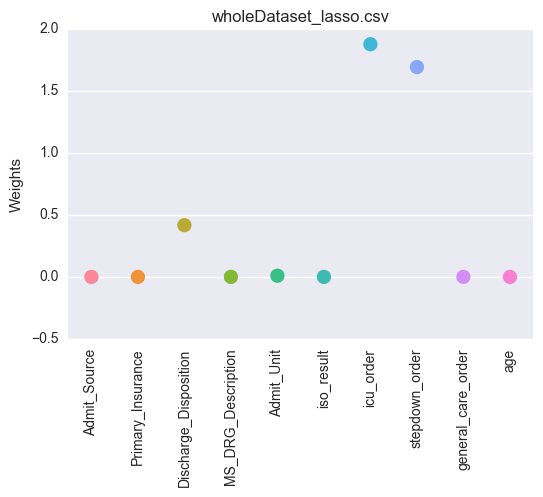 wholeDataset_lasso.csv
Weights
2.0
1.5
1.0
0.5
0.0
−0.5
Admit_Source
Primary_Insurance
Discharge_Disposition
MS_DRG_Description
Admit_Unit
iso_result
icu_order
stepdown_order
general_care_order
age